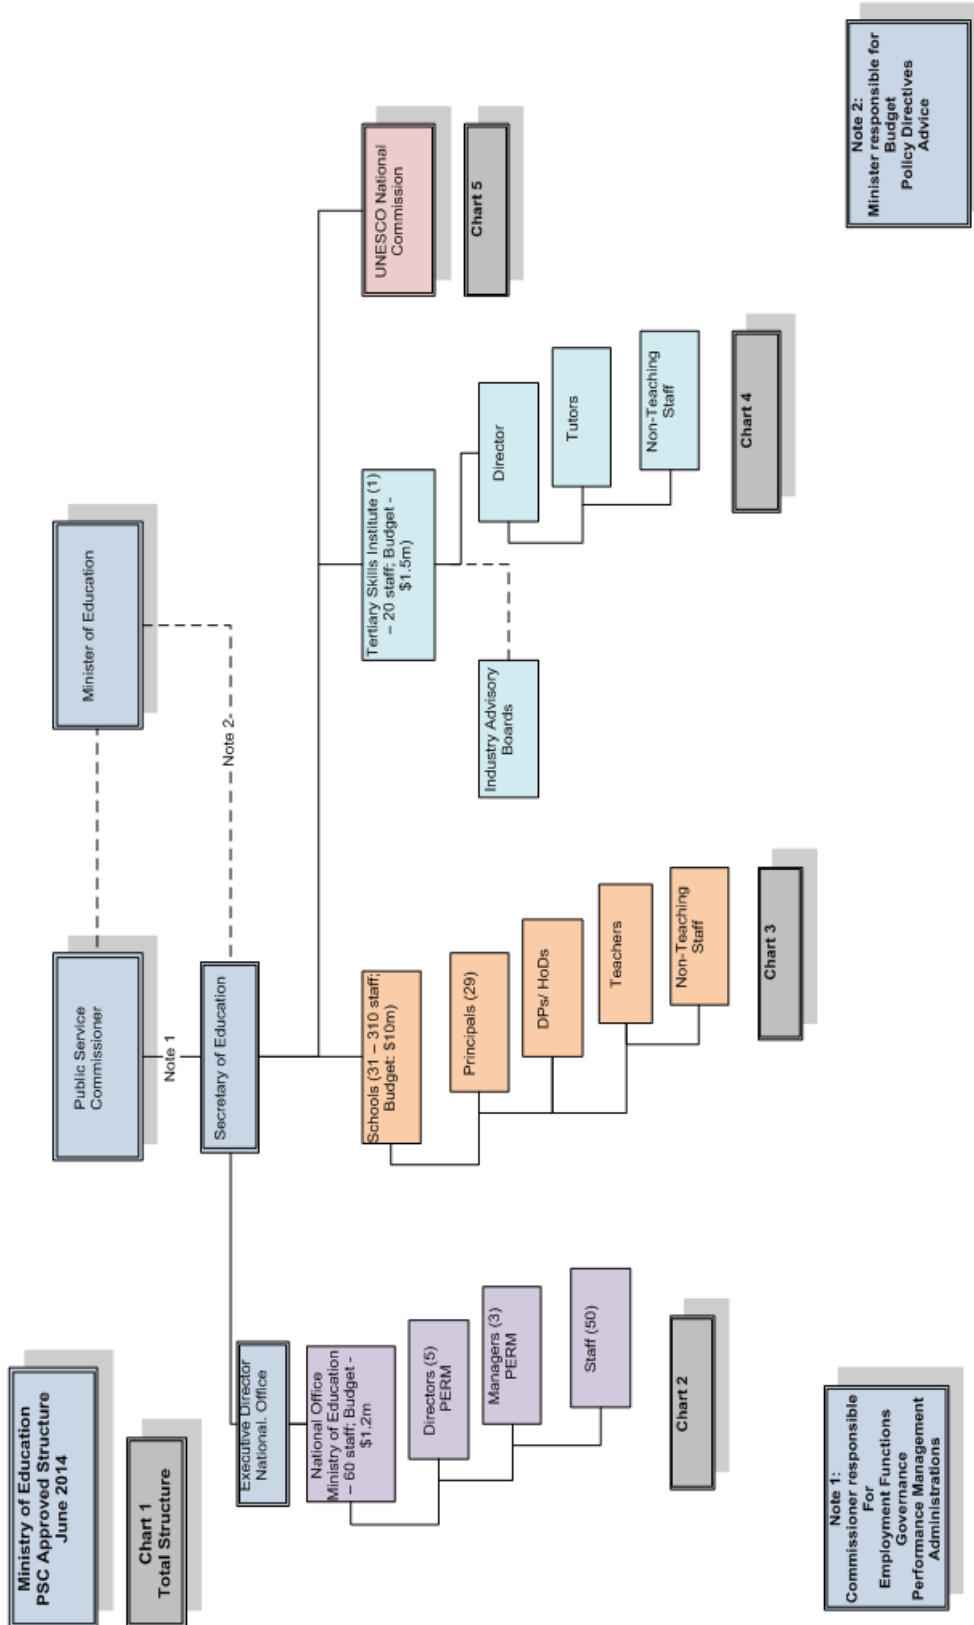 Ministry of Education
PSC Approved Structure
June 2014
Chart 1
Total Structure
Public Service
Commissioner
Minister of Education
Note 1
Note 2
Secretary of Education
Executive Director
National. Office
National Office
Ministry of Education
– 60 staff; Budget -
$1.2m
Directors (5)
PERM
Managers (3)
PERM
Staff (50)
Chart 2
Schools (31 – 310 staff;
Budget: $10m)
Principals (29)
DPs/ HoDs
Teachers
Non-Teaching
Staff
Chart 3
Tertiary Skills Institute (1)
– 20 staff; Budget -
$1.5m)
Industry Advisory
Boards
Director
Tutors
Non-Teaching
Staff
Chart 4
UNESCO National
Commission
Chart 5
Note 1:
Commissioner responsible
For
Employment Functions
Governance
Performance Management
Administrations
Note 2:
Minister responsible for
Budget
Policy Directives
Advice